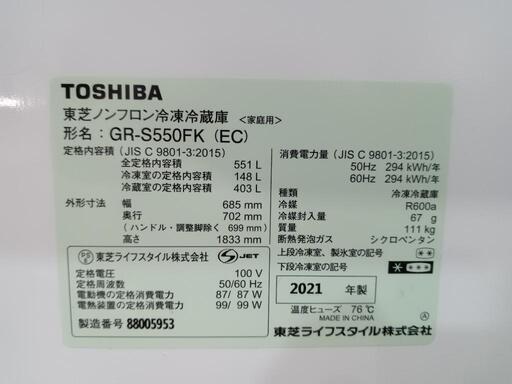 TOSHIBA
東芝ノンフロン冷凍冷蔵庫 <家庭用>
形名：GR-S550FK (EC)
定格内容積 (JIS C 9801-3:2015)
全定格内容積 551 L
冷凍室の定格内容積 148 L
冷蔵室の定格内容積 403 L
外形寸法 幅 685 mm
奥行 702 mm
(ハンドル・調整脚除く 699 mm)
高さ 1833 mm
消費電力量 (JIS C 9801-3:2015)
50Hz 294 kWh/年
60Hz 294 kWh/年
種類 冷凍冷蔵庫
冷媒 R600a
冷媒封入量 67 g
質量 111 kg
断熱発泡ガス シクロペンタン
上段冷凍室、製氷室の記号
下段冷凍室の記号
PS E 東芝ライフスタイル株式会社 S JET
定格電圧 100 V
定格周波数 50/60 Hz
電動機の定格消費電力 87/ 87 W
電熱装置の定格消費電力 99/ 99 W
製造番号 88005953
2021 年製
温度ヒューズ 76℃
MADE IN CHINA
A
東芝ライフスタイル株式会社